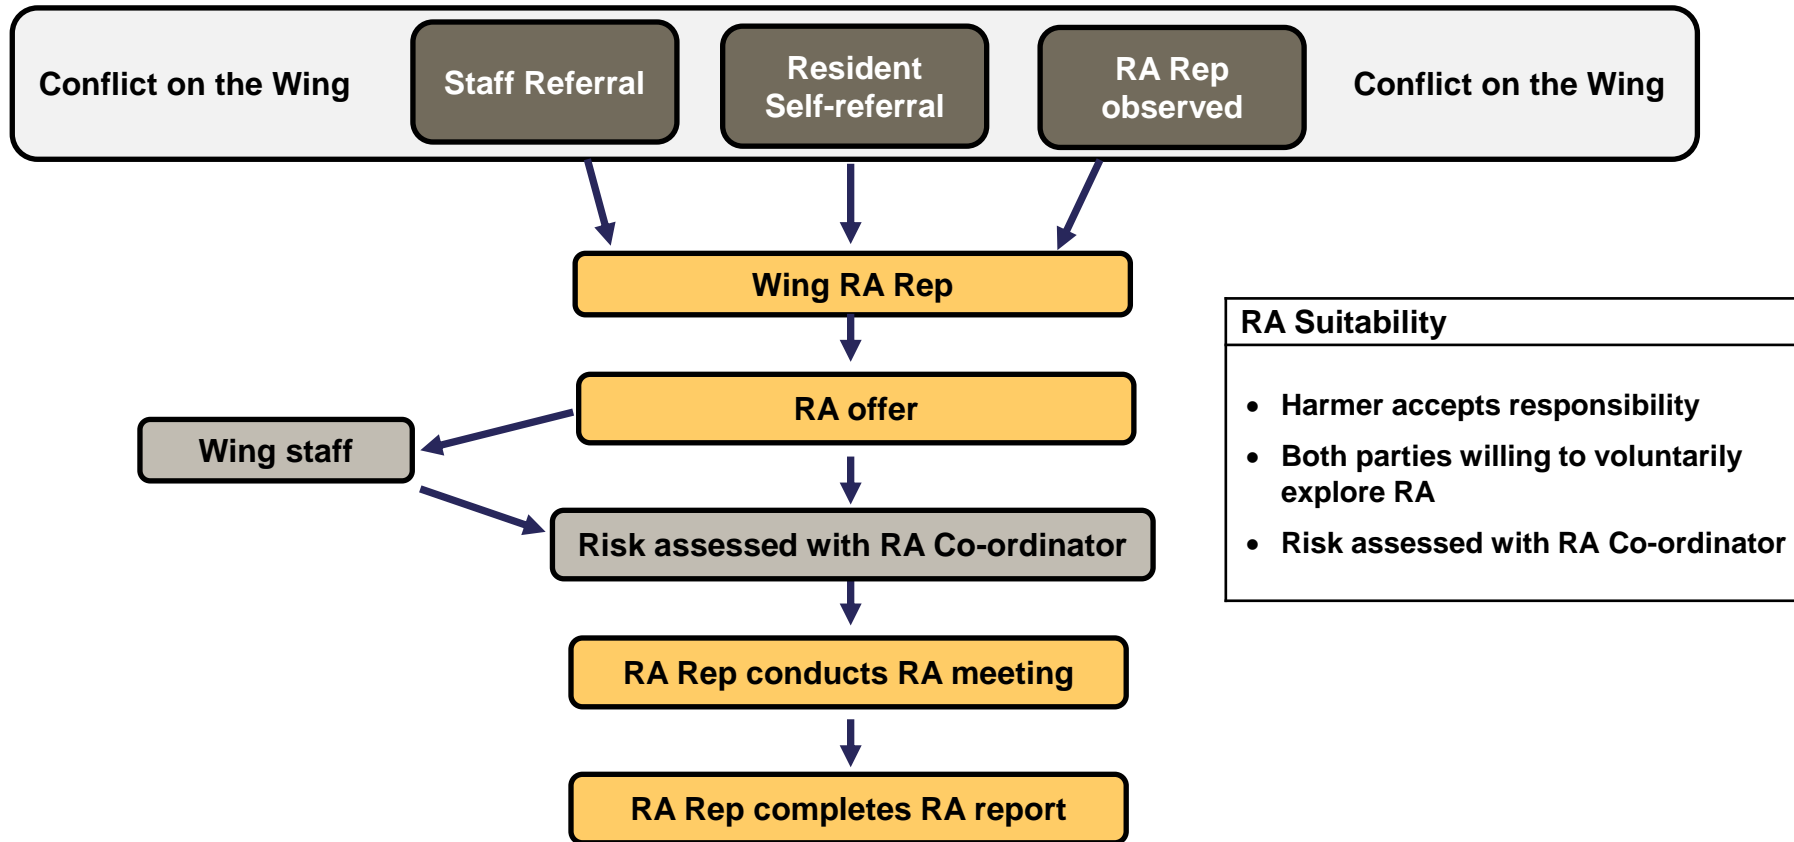 Conflict on the Wing
Staff Referral
Resident
Self-referral
RA Rep
observed
Conflict on the Wing
Wing RA Rep
RA offer
Wing staff
Risk assessed with RA Co-ordinator
RA Rep conducts RA meeting
RA Rep completes RA report
RA Suitability
• Harmer accepts responsibility
• Both parties willing to voluntarily
explore RA
• Risk assessed with RA Co-ordinator